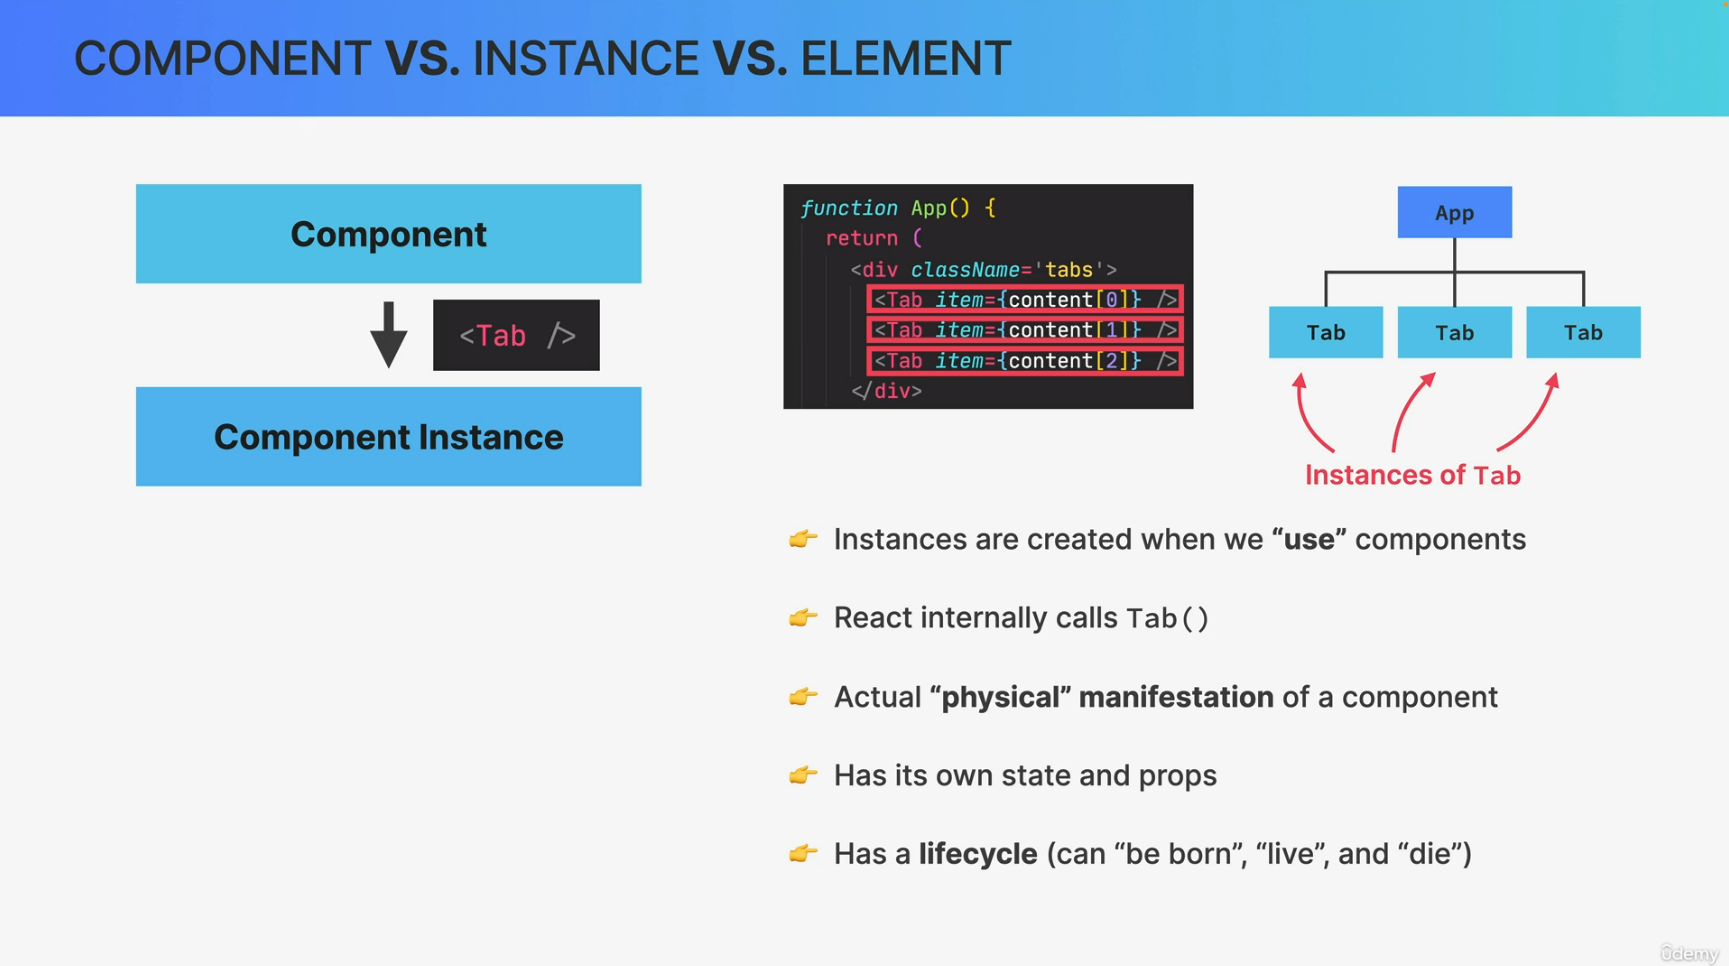 COMPONENT VS. INSTANCE VS. ELEMENT
Component
<Tab />
Component Instance
function App() {
return (
<div className='tabs'>
<Tab item={content[0]} />
<Tab item={content[1]} />
<Tab item={content[2]} />
</div>
App
Tab Tab Tab
Instances of Tab
👉 Instances are created when we “use” components
👉 React internally calls Tab()
👉 Actual “physical” manifestation of a component
👉 Has its own state and props
👉 Has a lifecycle (can “be born”, “live”, and “die”)
ûdemy